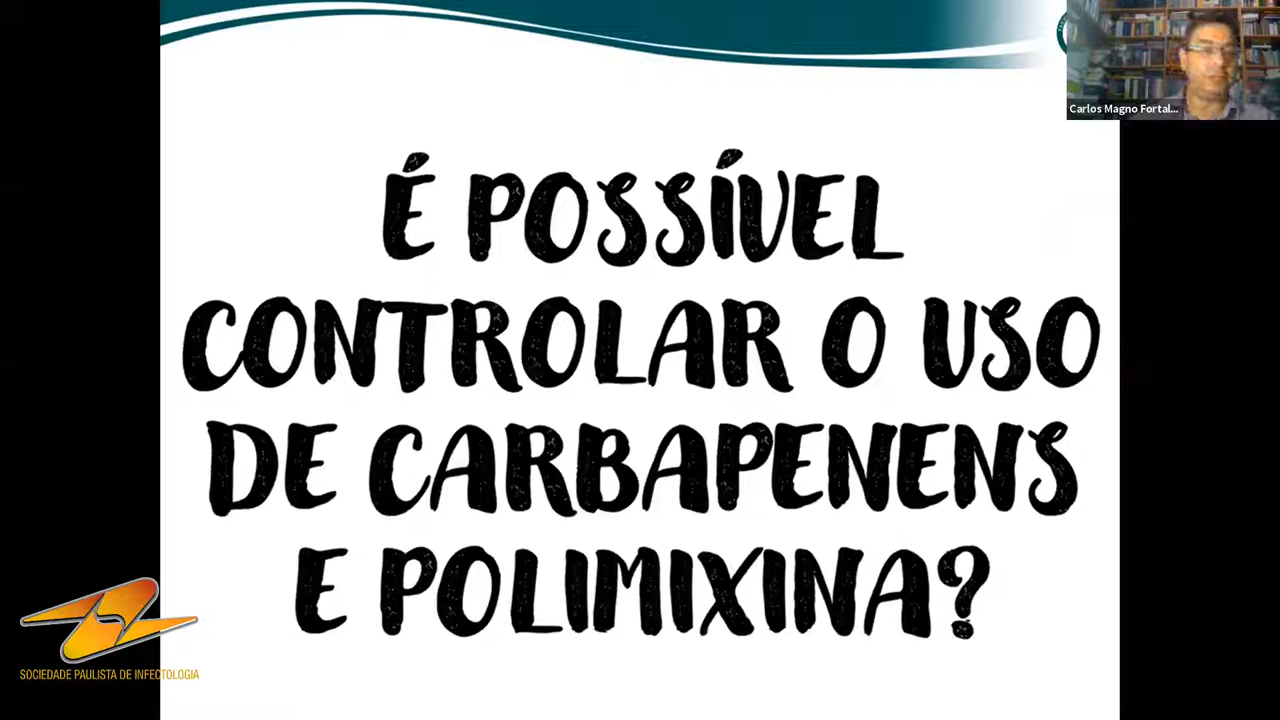 Carlos Magno Fortal...
É POSSÍVEL
CONTROLAR O USO
DE CARBAPENENS
E POLIMIXINA?
SOCIEDADE PAULISTA DE INFECTOLOGIA